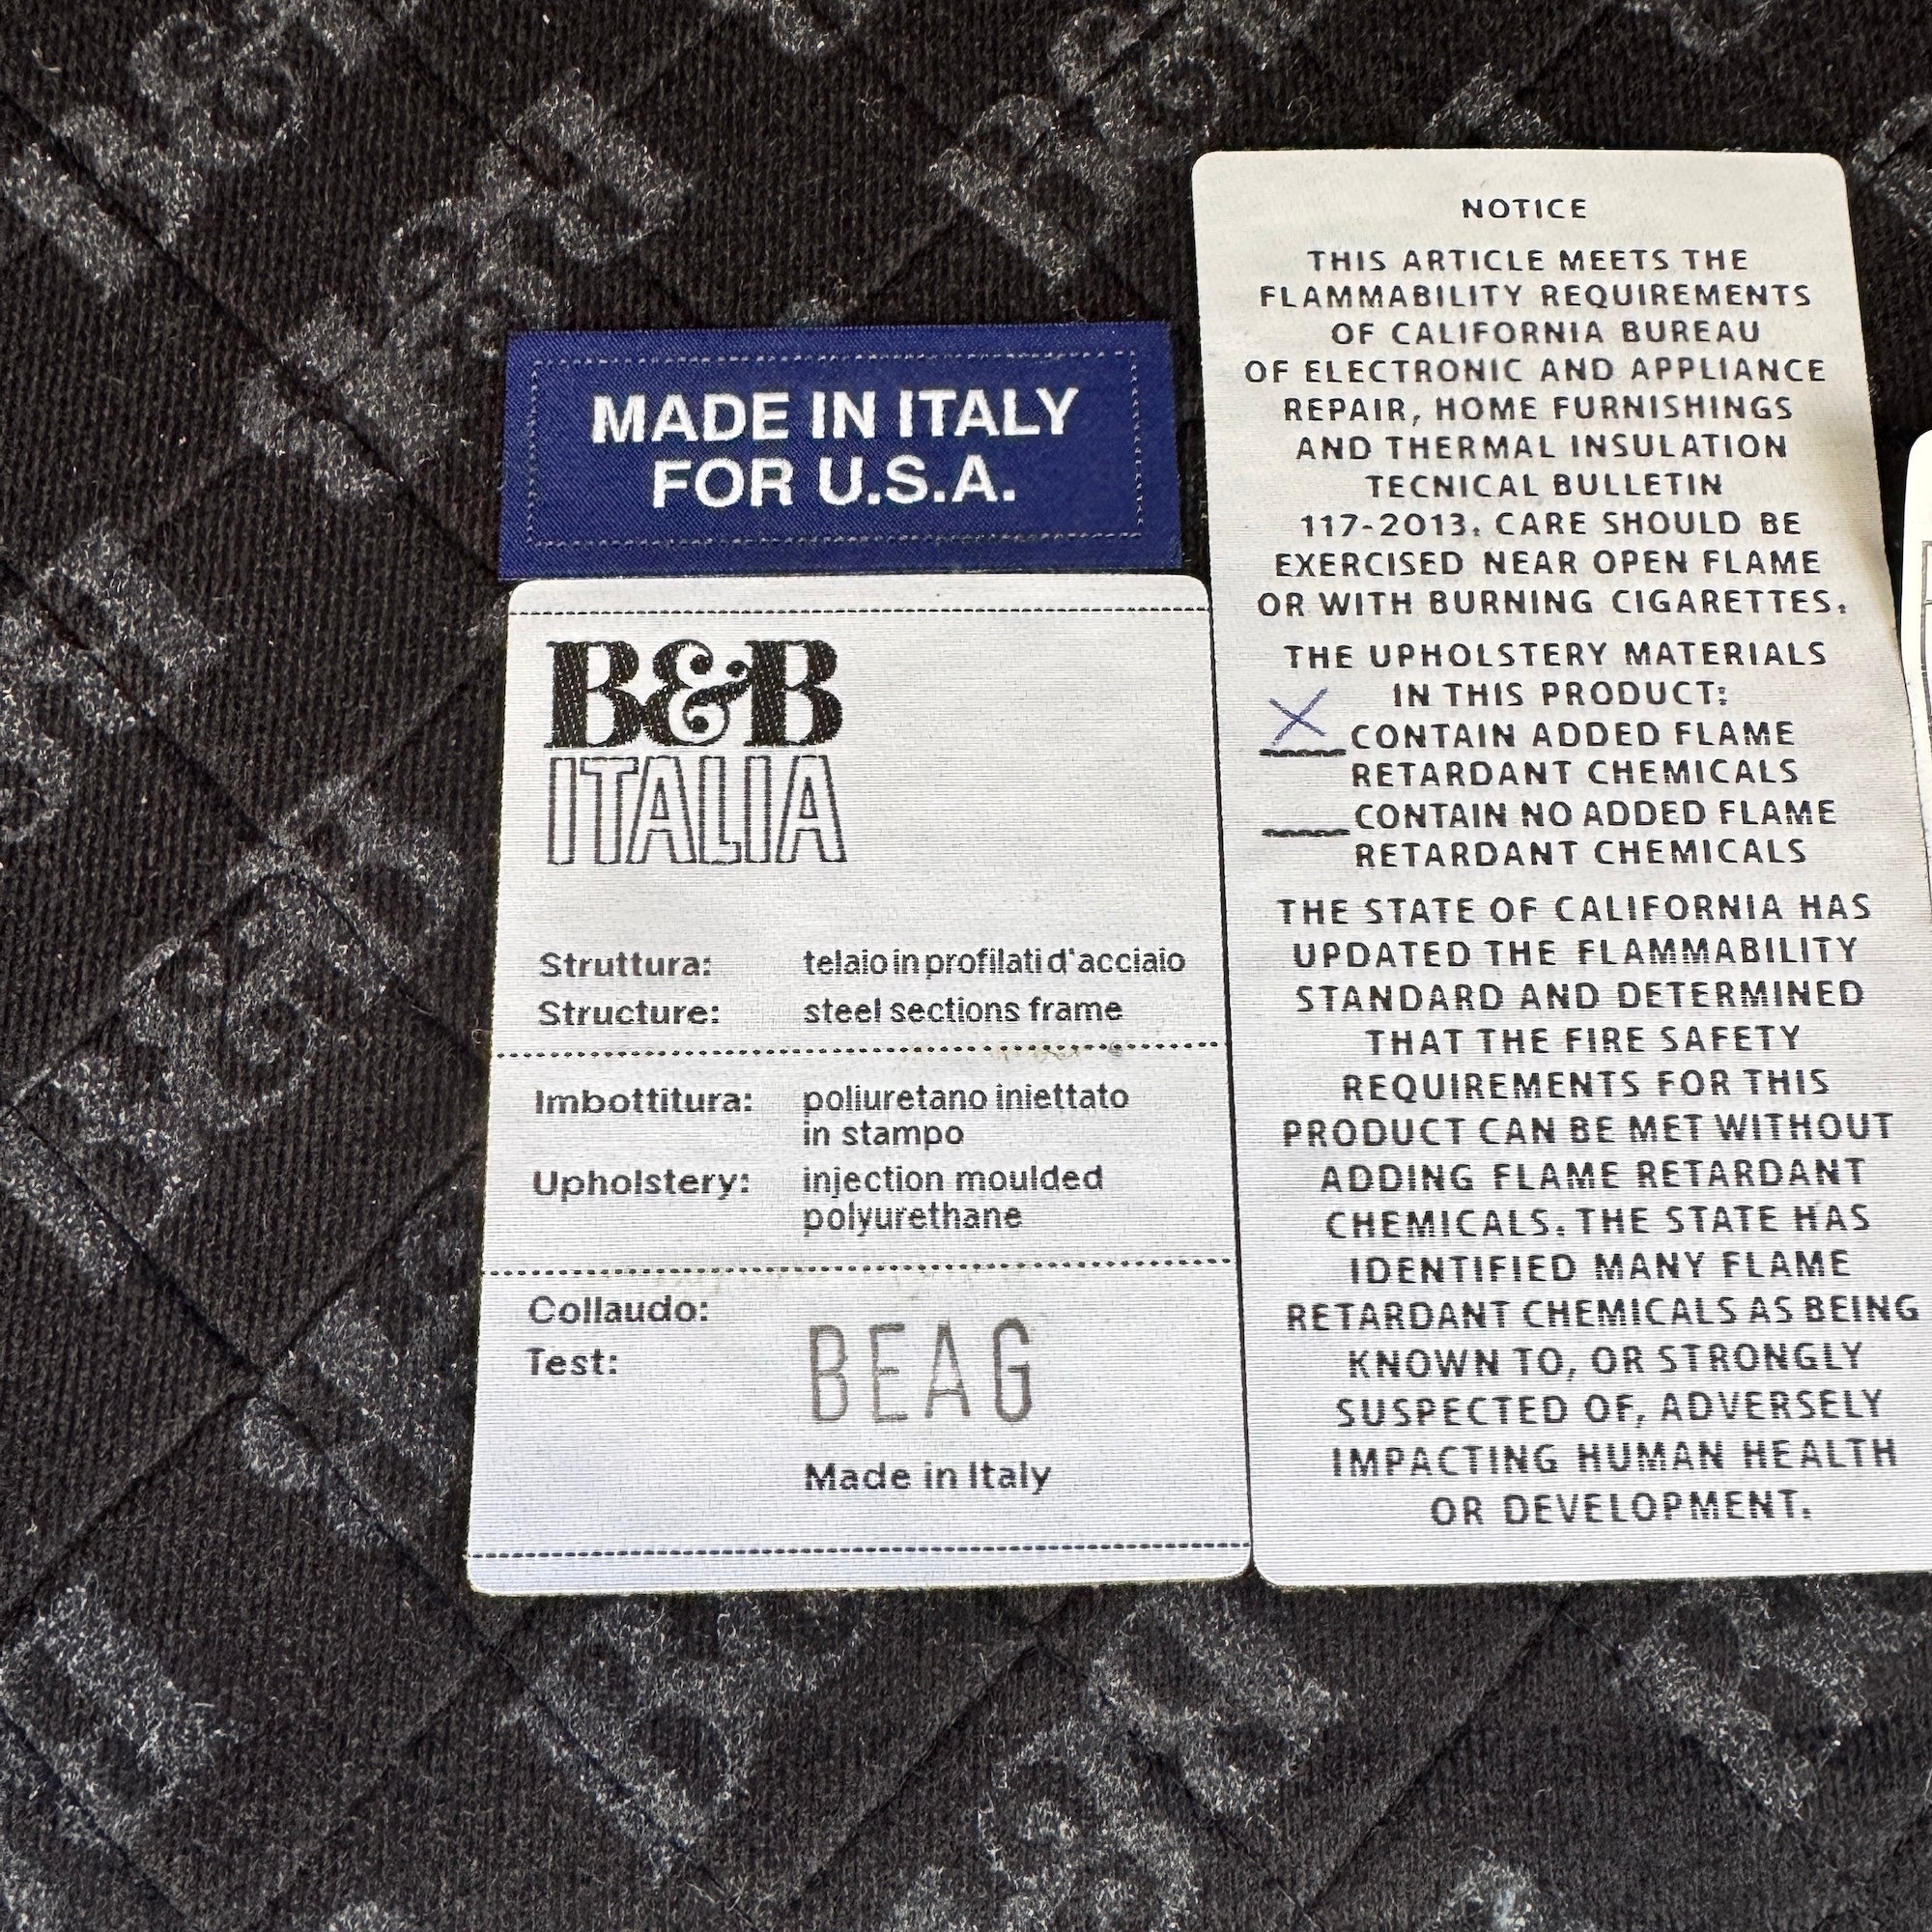 MADE IN ITALY
FOR U.S.A.
B&B
ITALIA
Struttura: telaio in profilati d'acciaio
Structure: steel sections frame
Imbottitura: poliuretano iniettato
in stampo
Upholstery: injection moulded
polyurethane
Collaudo:
Test: BEAG
Made in Italy
NOTICE
THIS ARTICLE MEETS THE
FLAMMABILITY REQUIREMENTS
OF CALIFORNIA BUREAU
OF ELECTRONIC AND APPLIANCE
REPAIR, HOME FURNISHINGS
AND THERMAL INSULATION
TECNICAL BULLETIN
117-2013. CARE SHOULD BE
EXERCISED NEAR OPEN FLAME
OR WITH BURNING CIGARETTES.
THE UPHOLSTERY MATERIALS
IN THIS PRODUCT:
X CONTAIN ADDED FLAME
RETARDANT CHEMICALS
___CONTAIN NO ADDED FLAME
RETARDANT CHEMICALS
THE STATE OF CALIFORNIA HAS
UPDATED THE FLAMMABILITY
STANDARD AND DETERMINED
THAT THE FIRE SAFETY
REQUIREMENTS FOR THIS
PRODUCT CAN BE MET WITHOUT
ADDING FLAME RETARDANT
CHEMICALS. THE STATE HAS
IDENTIFIED MANY FLAME
RETARDANT CHEMICALS AS BEING
KNOWN TO, OR STRONGLY
SUSPECTED OF, ADVERSELY
IMPACTING HUMAN HEALTH
OR DEVELOPMENT.